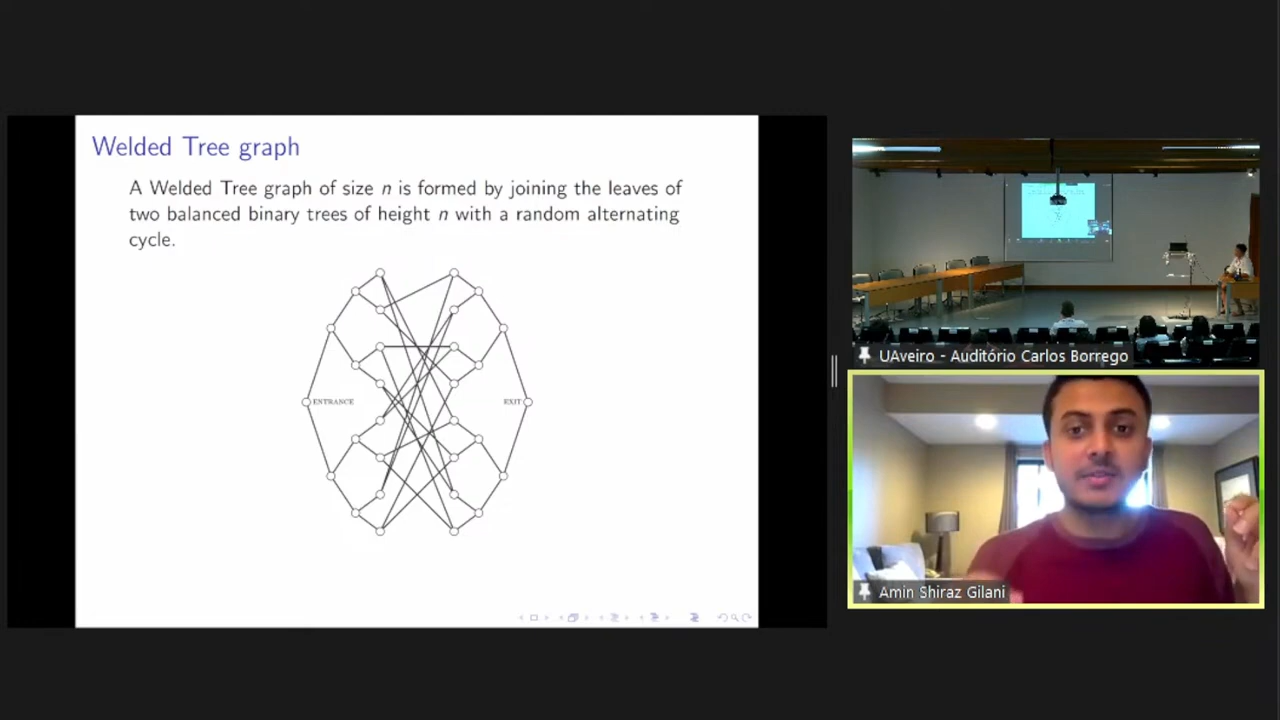 Welded Tree graph
A Welded Tree graph of size n is formed by joining the leaves of
two balanced binary trees of height n with a random alternating
cycle.
ENTRANCE
EXIT
UAveiro - Auditório Carlos Borrego
Amin Shiraz Gilani